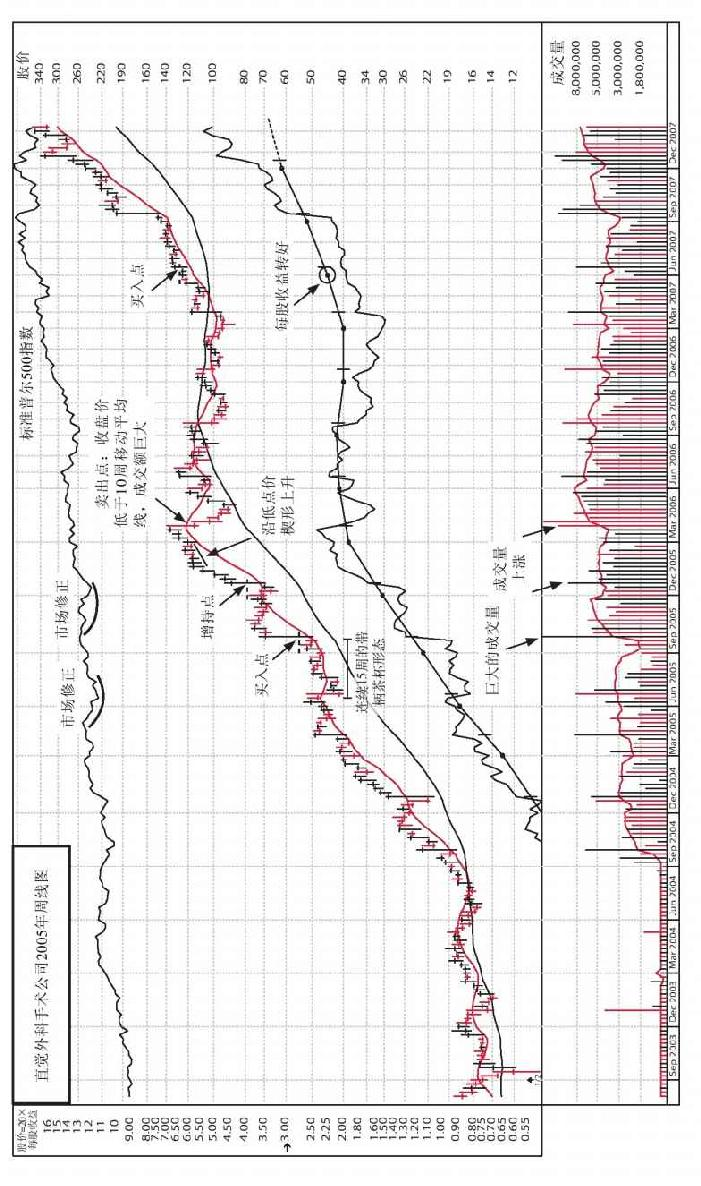 直觉外科手术公司2005年周线图
股价=20×
每股收益
16
15
14
13
12
11
10
9.00
8.00
7.00
6.50
6.00
5.50
5.00
4.50
4.00
3.50
3.00
2.50
2.25
2.00
1.80
1.60
1.50
1.40
1.30
1.20
1.10
1.00
0.90
0.80
0.75
0.70
0.65
0.60
0.55
市场修正
市场修正
标准普尔500指数
卖出点：收盘价
低于10周移动平均
线，成交额巨大
沿低点价
楔形上升
增持点
买入点
连续15周的带
柄茶杯形态
买入点
每股收益转好
巨大的成交量
成交量
上涨
1/2
股价
340
300
260
220
190
160
140
120
100
80
70
60
50
40
34
30
26
22
19
16
14
12
成交量
8,000,000
5,000,000
3,000,000
1,800,000
Sep 2003
Dec 2003
Mar 2004
Jun 2004
Sep 2004
Dec 2004
Mar 2005
Jun 2005
Sep 2005
Dec 2005
Mar 2006
Jun 2006
Sep 2006
Dec 2006
Mar 2007
Jun 2007
Sep 2007
Dec 2007